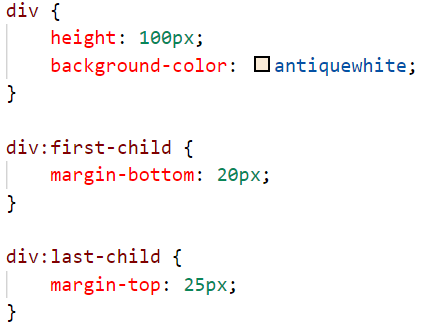 div {
    height: 100px;
    background-color: antiquewhite;
}

div:first-child {
    margin-bottom: 20px;
}

div:last-child {
    margin-top: 25px;
}